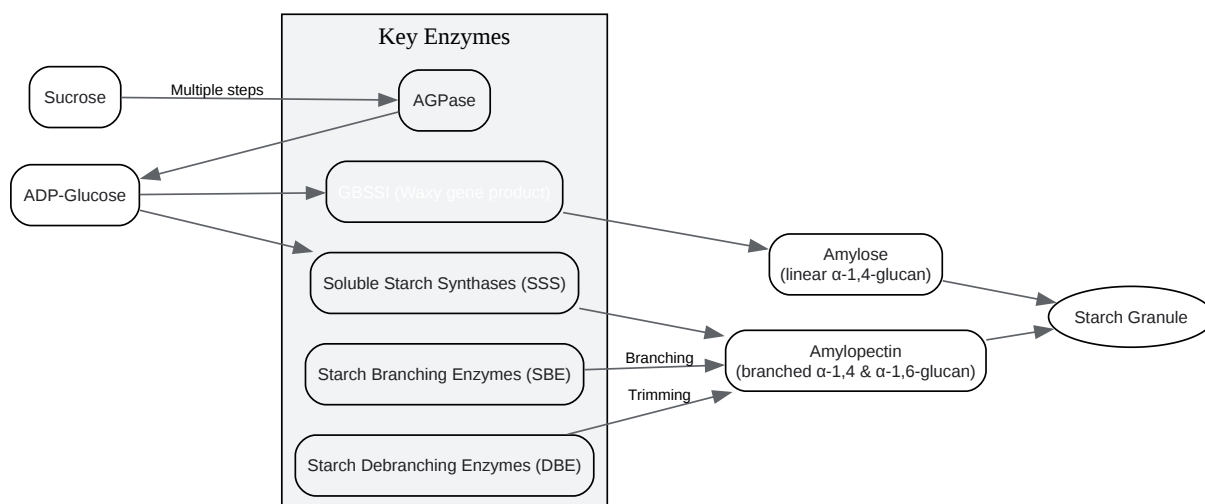 Key Enzymes
Sucrose
Multiple steps
AGPase
ADP-Glucose
GBSSI (Waxy gene product)
Soluble Starch Synthases (SSS)
Amylose
(linear α-1,4-glucan)
Starch Granule
Starch Branching Enzymes (SBE)
Branching
Amylopectin
(branched α-1,4 & α-1,6-glucan)
Trimming
Starch Debranching Enzymes (DBE)